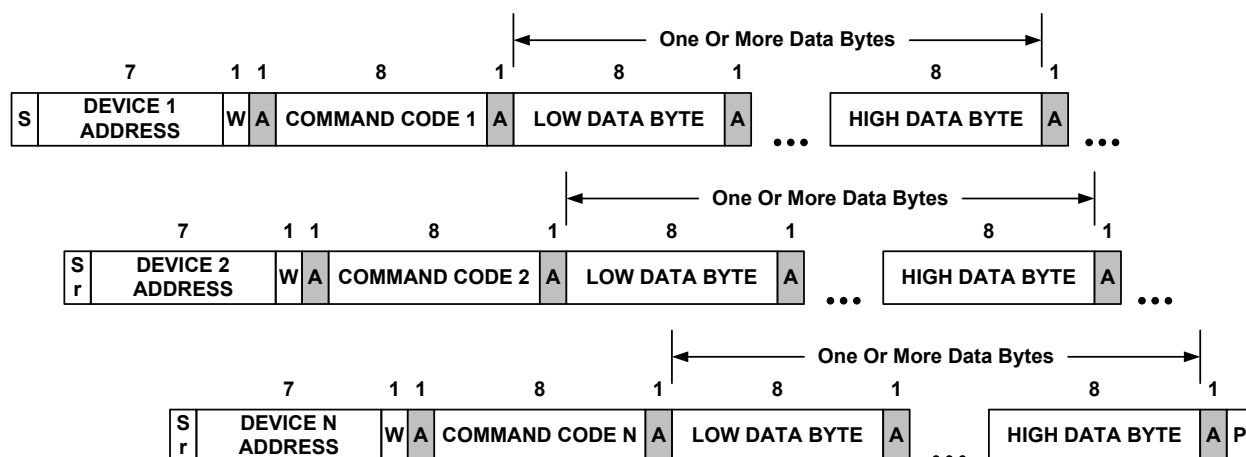 One Or More Data Bytes
7 1 1 8 1 8 1 8 1
S DEVICE 1 ADDRESS W A COMMAND CODE 1 A LOW DATA BYTE A ••• HIGH DATA BYTE A •••
One Or More Data Bytes
7 1 1 8 1 8 1 8 1
Sr DEVICE 2 ADDRESS W A COMMAND CODE 2 A LOW DATA BYTE A ••• HIGH DATA BYTE A •••
One Or More Data Bytes
7 1 1 8 1 8 1 8 1
Sr DEVICE N ADDRESS W A COMMAND CODE N A LOW DATA BYTE A ••• HIGH DATA BYTE A P